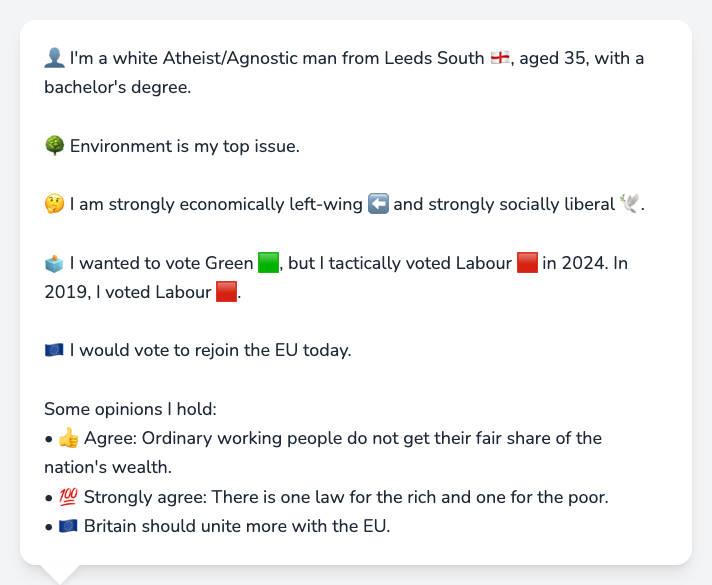 👤 I'm a white Atheist/Agnostic man from Leeds South 🏴󠁧󠁢󠁥󠁮󠁧󠁿, aged 35, with a
bachelor's degree.
🌳 Environment is my top issue.
🤔 I am strongly economically left-wing ⬅️ and strongly socially liberal 🕊️.
🗳️ I wanted to vote Green 🟩, but I tactically voted Labour 🟥 in 2024. In
2019, I voted Labour 🟥.
🇪🇺 I would vote to rejoin the EU today.
Some opinions I hold:
• 👍 Agree: Ordinary working people do not get their fair share of the
nation's wealth.
• 💯 Strongly agree: There is one law for the rich and one for the poor.
• 🇪🇺 Britain should unite more with the EU.